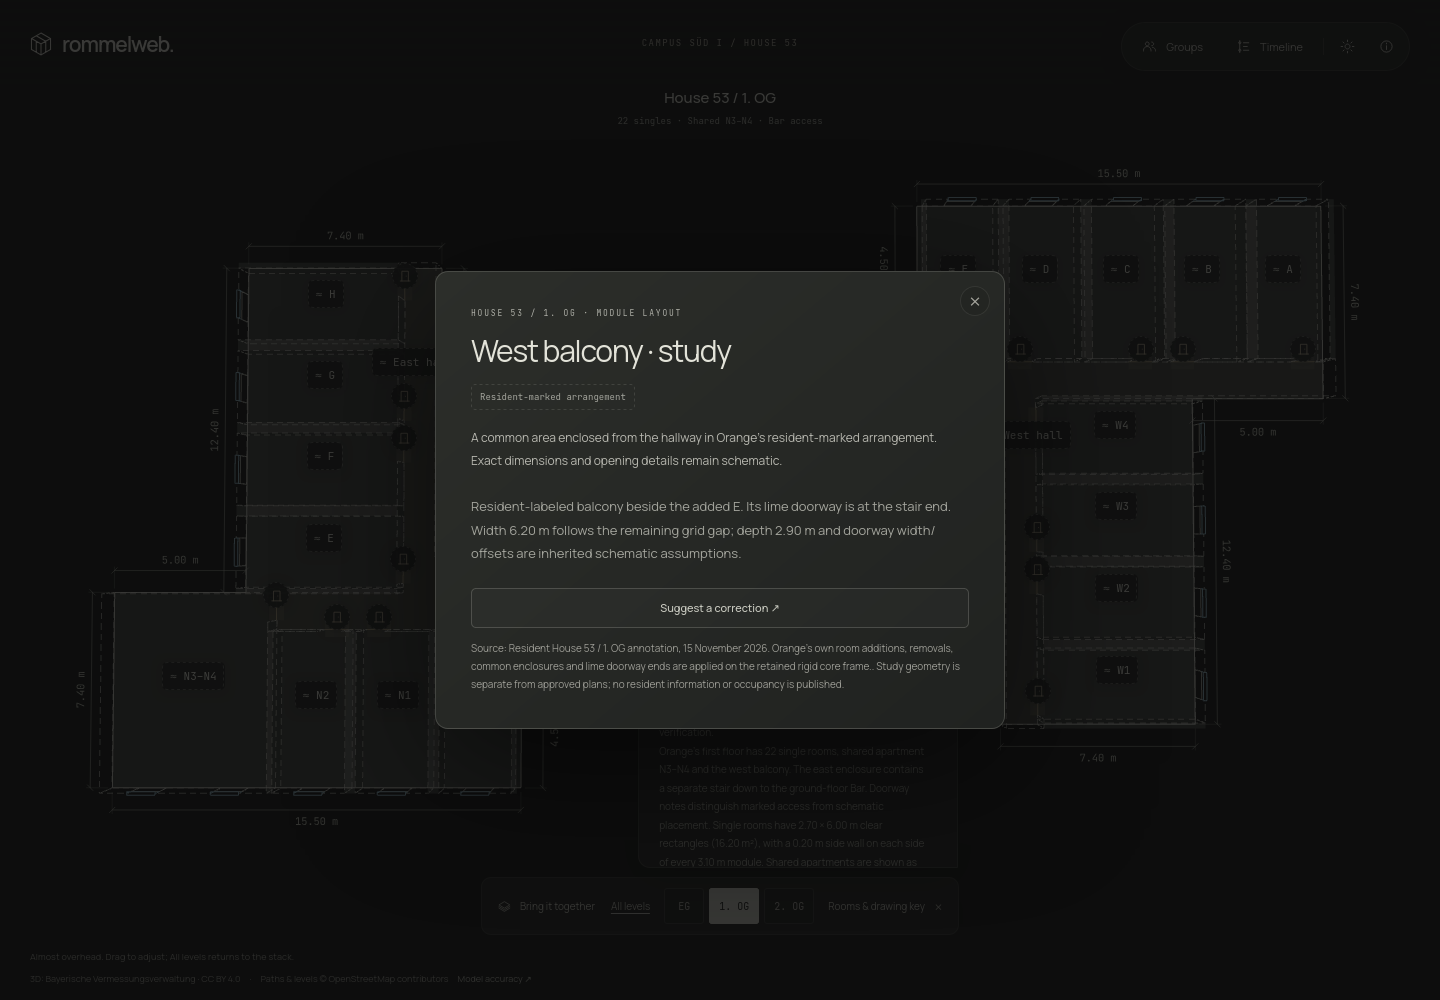 rommelweb.
CAMPUS SÜD I / HOUSE 53
Groups
Timeline
House 53 / 1. OG
22 singles · Shared N3–N4 · Bar access
15.50 m
7.40 m
4.50
≈ D
≈ C
≈ B
≈ A
≈ H
7.40 m
≈ G
≈ East
12.40 m
≈ F
≈ E
West hall
≈ W4
5.00 m
≈ W3
≈ W2
12.40 m
≈ W1
7.40 m
5.00 m
≈ N3–N4
≈ N2
≈ N1
7.40 m
15.50 m
HOUSE 53 / 1. OG · MODULE LAYOUT
West balcony · study
Resident-marked arrangement
A common area enclosed from the hallway in Orange's resident-marked arrangement.
Exact dimensions and opening details remain schematic.
Resident-labeled balcony beside the added E. Its lime doorway is at the stair end.
Width 6.20 m follows the remaining grid gap; depth 2.90 m and doorway width/
offsets are inherited schematic assumptions.
Suggest a correction ↗
Source: Resident House 53 / 1. OG annotation, 15 November 2026. Orange's own room additions, removals,
common enclosures and lime doorway ends are applied on the retained rigid core frame.. Study geometry is
separate from approved plans; no resident information or occupancy is published.
verification
Orange's first floor has 22 single rooms, shared apartment
N3–N4 and the west balcony. The east enclosure contains
a separate stair down to the ground-floor Bar. Doorway
notes distinguish marked access from schematic
placement. Single rooms have 2.70 × 6.00 m clear
rectangles (16.20 m²), with a 0.20 m side wall on each side
of every 3.10 m module. Shared apartments are shown as
Bring it together
All levels
EG
1. OG
2. OG
Rooms & drawing key ×
Almost overhead. Drag to adjust. All levels returns to the stack.
3D: Bayerische Vermessungsverwaltung · CC BY 4.0
Paths & levels © OpenStreetMap contributors
Model accuracy ↗